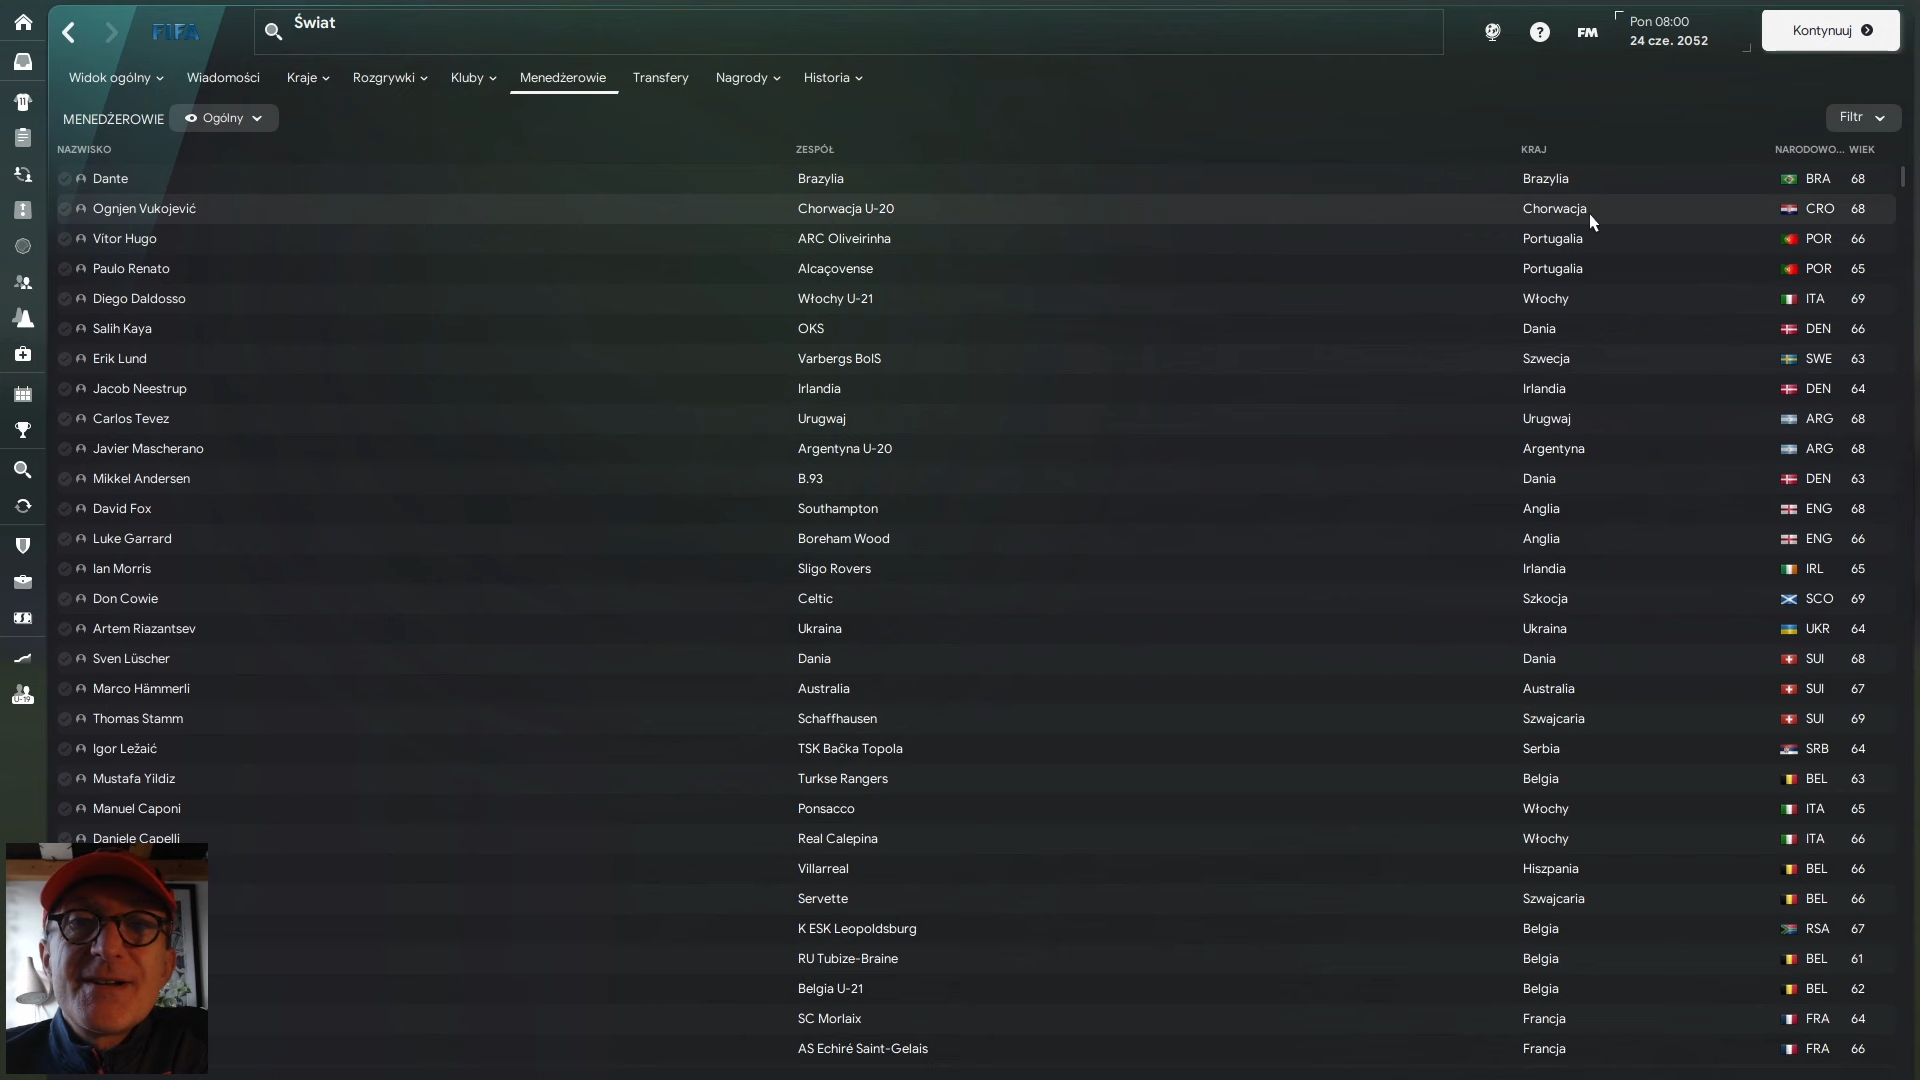 FIFA
Świat
FM
Pon 08:00
24 cze. 2052
Kontynuuj
Widok ogólny Wiadomości Kraje Rozgrywki Kluby Menedżerowie Transfery Nagrody Historia
MENEDŻEROWIE Ogólny Filtr
NAZWISKO ZESPÓŁ KRAJ NARODOWO... WIEK
Dante Brazylia Brazylia BRA 68
Ognjen Vukojević Chorwacja U-20 Chorwacja CRO 68
Vítor Hugo ARC Oliveirinha Portugalia POR 66
Paulo Renato Alcaçovense Portugalia POR 65
Diego Daldosso Włochy U-21 Włochy ITA 69
Salih Kaya OKS Dania DEN 66
Erik Lund Varbergs BoIS Szwecja SWE 63
Jacob Neestrup Irlandia Irlandia DEN 64
Carlos Tevez Urugwaj Urugwaj ARG 68
Javier Mascherano Argentyna U-20 Argentyna ARG 68
Mikkel Andersen B.93 Dania DEN 63
David Fox Southampton Anglia ENG 68
Luke Garrard Boreham Wood Anglia ENG 66
Ian Morris Sligo Rovers Irlandia IRL 65
Don Cowie Celtic Szkocja SCO 69
Artem Riazantsev Ukraina Ukraina UKR 64
Sven Lüscher Dania Dania SUI 68
Marco Hämmerli Australia Australia SUI 67
Thomas Stamm Schaffhausen Szwajcaria SUI 69
Igor Ležaić TSK Bačka Topola Serbia SRB 64
Mustafa Yildiz Turkse Rangers Belgia BEL 63
Manuel Caponi Ponsacco Włochy ITA 65
Daniele Capelli Real Calepina Włochy ITA 66
Villarreal Hiszpania BEL 66
Servette Szwajcaria BEL 66
K ESK Leopoldsburg Belgia RSA 67
RU Tubize-Braine Belgia BEL 61
Belgia U-21 Belgia BEL 62
SC Morlaix Francja FRA 64
AS Echiré Saint-Gelais Francja FRA 66
11
U-19